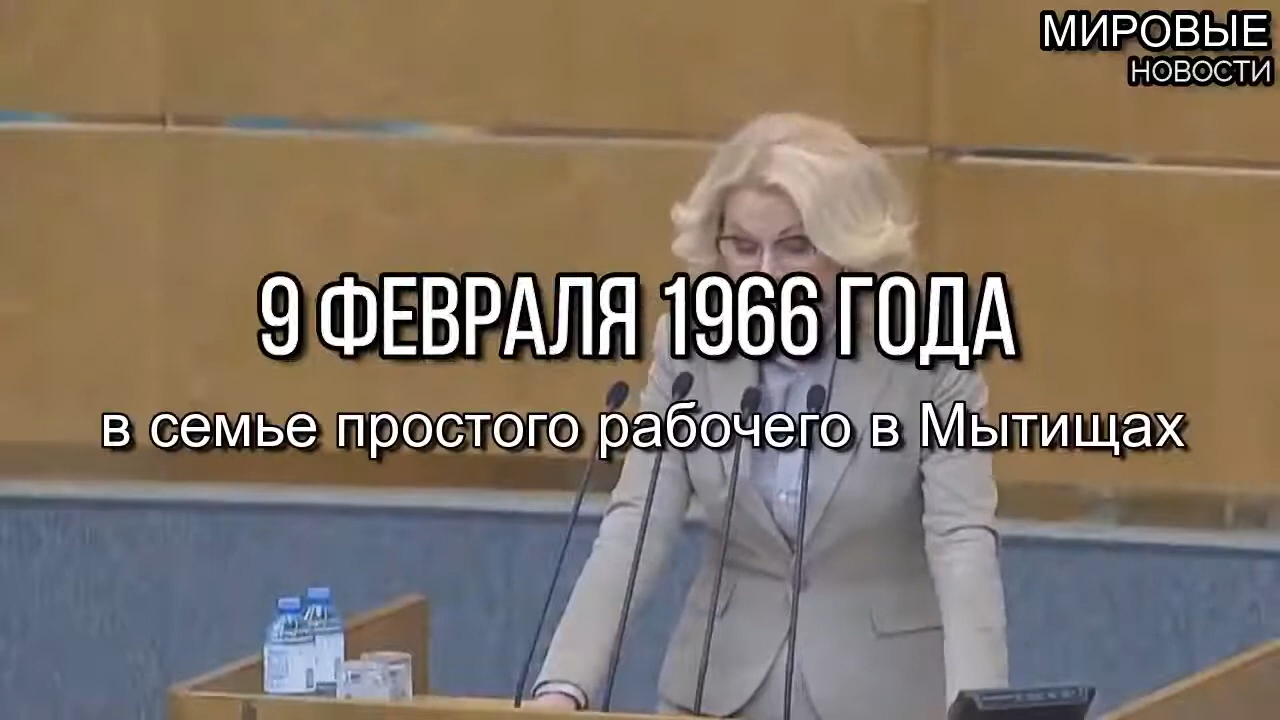 МИРОВЫЕ
НОВОСТИ
9 ФЕВРАЛЯ 1966 ГОДА
в семье простого рабочего в Мытищах